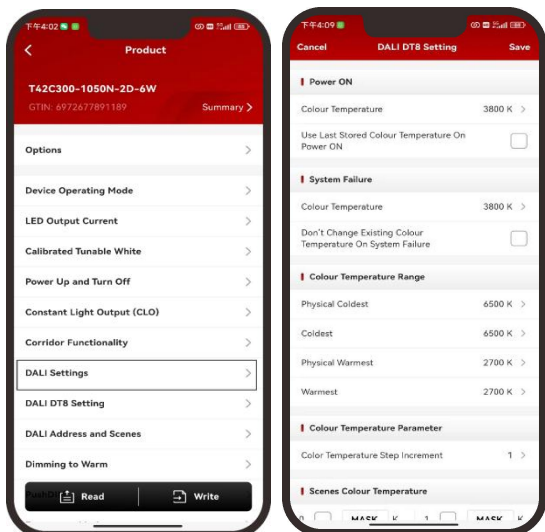 下午4:02
Product
T42C300-1050N-2D-6W
GTIN: 6972677891189
Summary >
Options
Device Operating Mode
LED Output Current
Calibrated Tunable White
Power Up and Turn Off
Constant Light Output (CLO)
Corridor Functionality
DALI Settings
DALI DT8 Setting
DALI Address and Scenes
Dimming to Warm
Read
Write
下午4:09
Cancel
DALI DT8 Setting
Save
Power ON
Colour Temperature
3800 K >
Use Last Stored Colour Temperature On
Power ON
System Failure
Colour Temperature
3800 K >
Don't Change Existing Colour
Temperature On System Failure
Colour Temperature Range
Physical Coldest
6500 K >
Coldest
6500 K >
Physical Warmest
2700 K >
Warmest
2700 K >
Colour Temperature Parameter
Color Temperature Step Increment
1 >
Scenes Colour Temperature
0
MASK
K
1
MASK
K